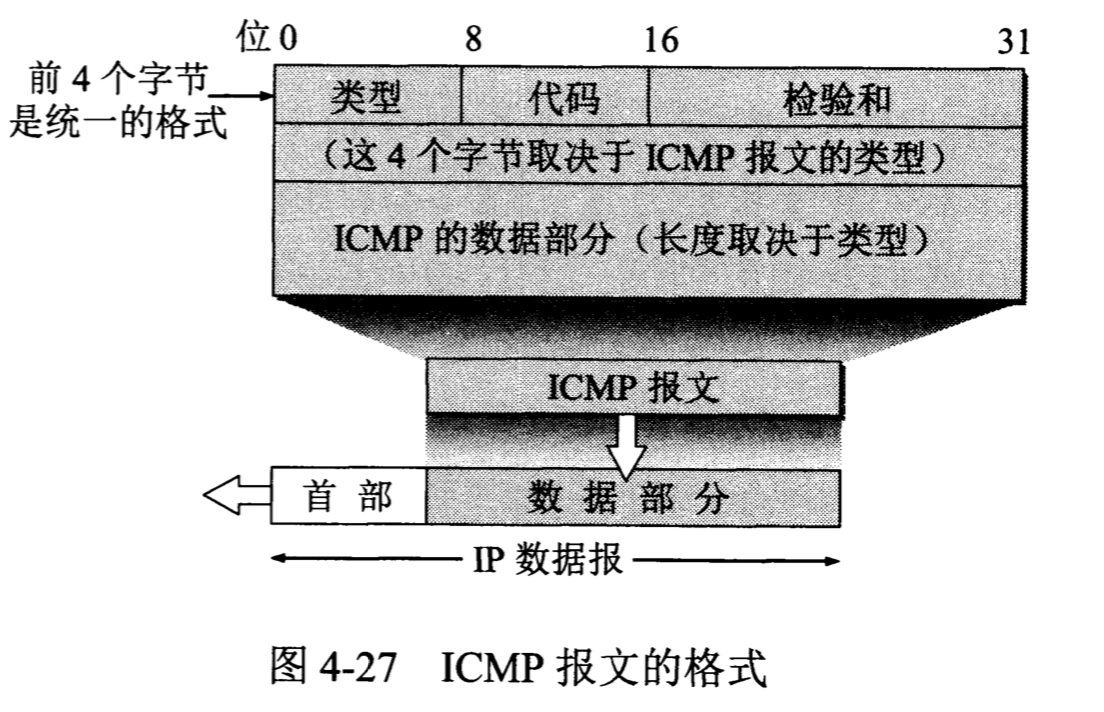 位 0 8 16 31
前 4 个字节
是统一的格式
类型 代码 检验和
（这 4 个字节取决于 ICMP 报文的类型）
ICMP 的数据部分（长度取决于类型）
ICMP 报文
首 部 数 据 部 分
IP 数据报
图 4-27 ICMP 报文的格式